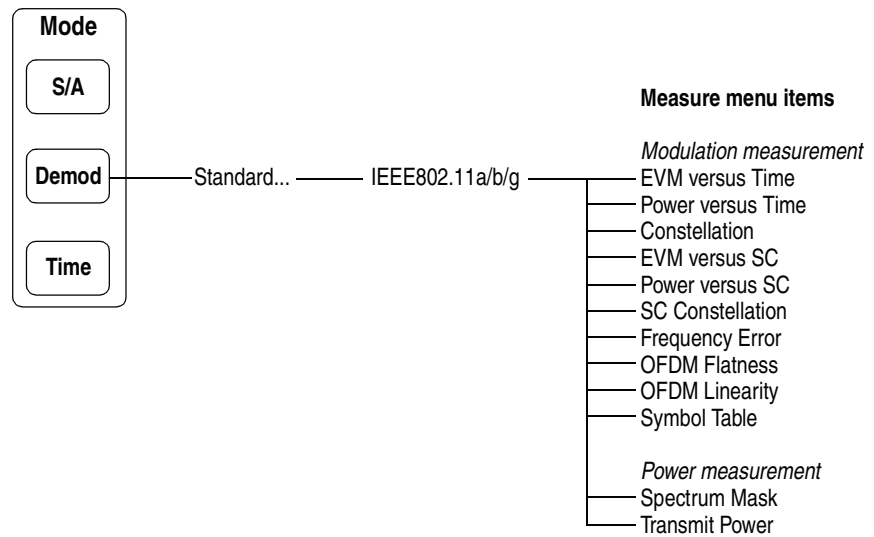 Mode
S/A
Demod
Time
Standard...
IEEE802.11a/b/g
Measure menu items
Modulation measurement
EVM versus Time
Power versus Time
Constellation
EVM versus SC
Power versus SC
SC Constellation
Frequency Error
OFDM Flatness
OFDM Linearity
Symbol Table
Power measurement
Spectrum Mask
Transmit Power